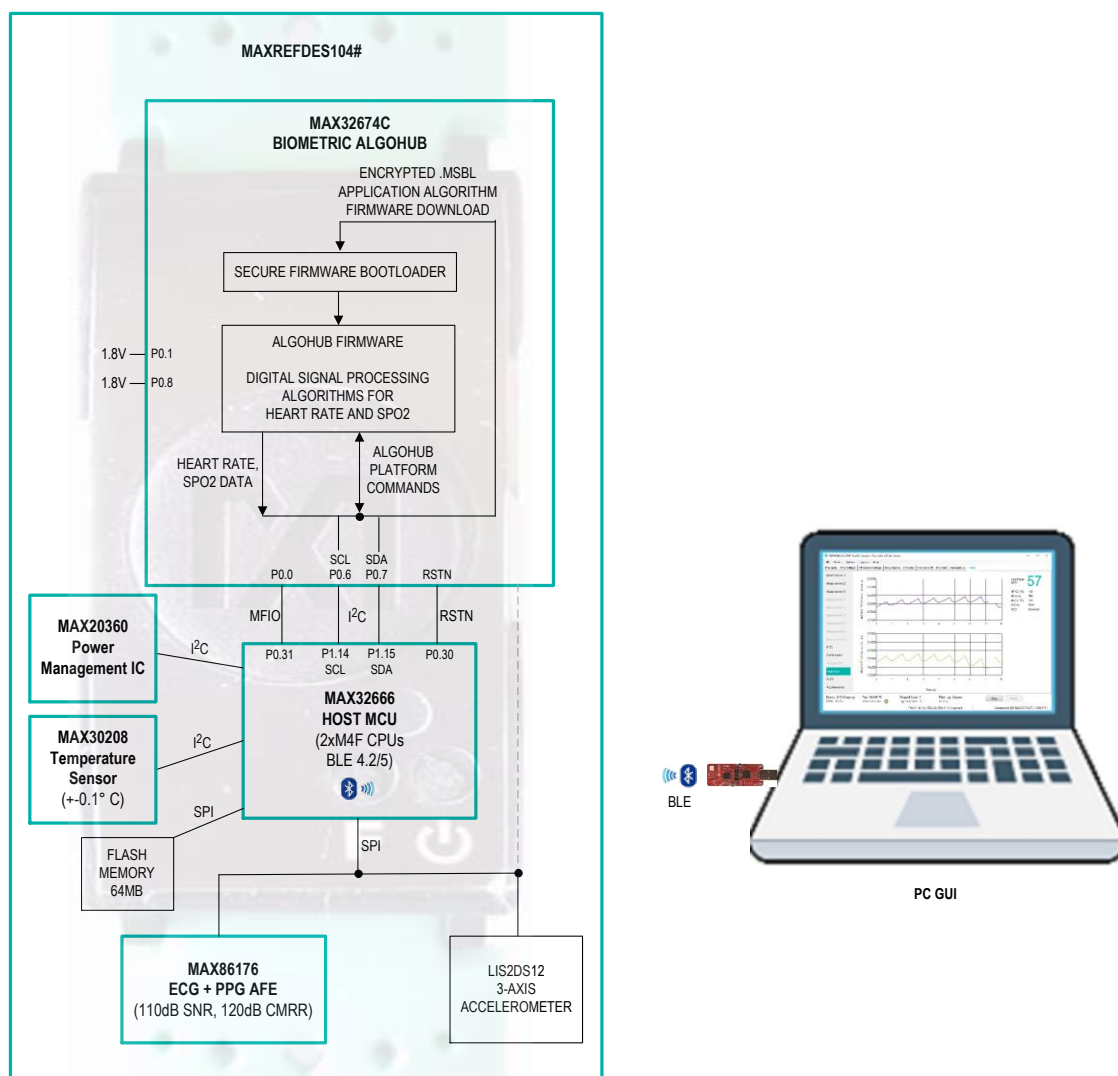 MAXREFDES104#
MAX32674C
BIOMETRIC ALGOHUB
ENCRYPTED .MSBL
APPLICATION ALGORITHM
FIRMWARE DOWNLOAD
SECURE FIRMWARE BOOTLOADER
ALGOHUB FIRMWARE
DIGITAL SIGNAL PROCESSING
ALGORITHMS FOR
HEART RATE AND SPO2
1.8V
P0.1
1.8V
P0.8
HEART RATE,
SPO2 DATA
ALGOHUB
PLATFORM
COMMANDS
SCL
SDA
P0.0
P0.6
P0.7
RSTN
MFIO
I²C
RSTN
MAX20360
Power
Management IC
I²C
P0.31
P1.14
P1.15
P0.30
SCL
SDA
MAX32666
HOST MCU
(2xM4F CPUs
BLE 4.2/5)
MAX30208
Temperature
Sensor
(+-0.1° C)
I²C
SPI
FLASH
MEMORY
64MB
SPI
MAX86176
ECG + PPG AFE
(110dB SNR, 120dB CMRR)
LIS2DS12
3-AXIS
ACCELEROMETER
57
BLE
PC GUI